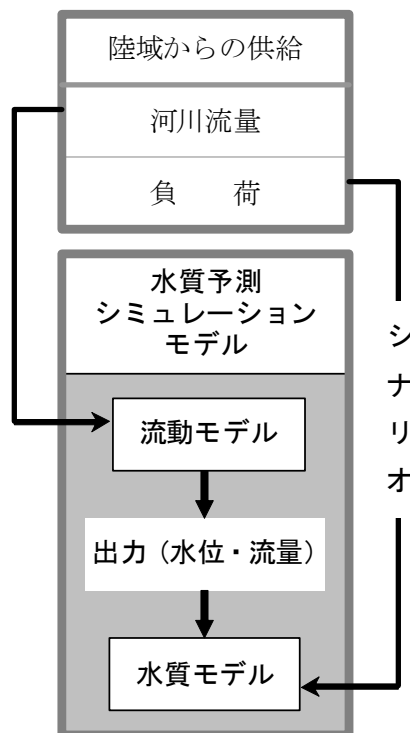 陸域からの供給
河川流量
負　荷
水質予測
シミュレーション
モデル
シナリオ
流動モデル
出力（水位・流量）
水質モデル